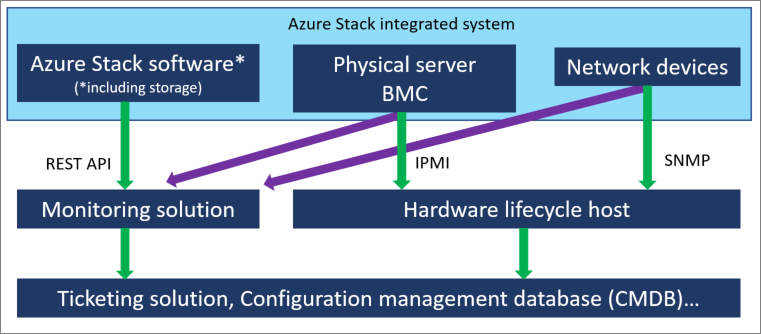 Azure Stack integrated system
Azure Stack software*
(*including storage)
Physical server
BMC
Network devices
REST API
IPMI
SNMP
Monitoring solution
Hardware lifecycle host
Ticketing solution, Configuration management database (CMDB)...